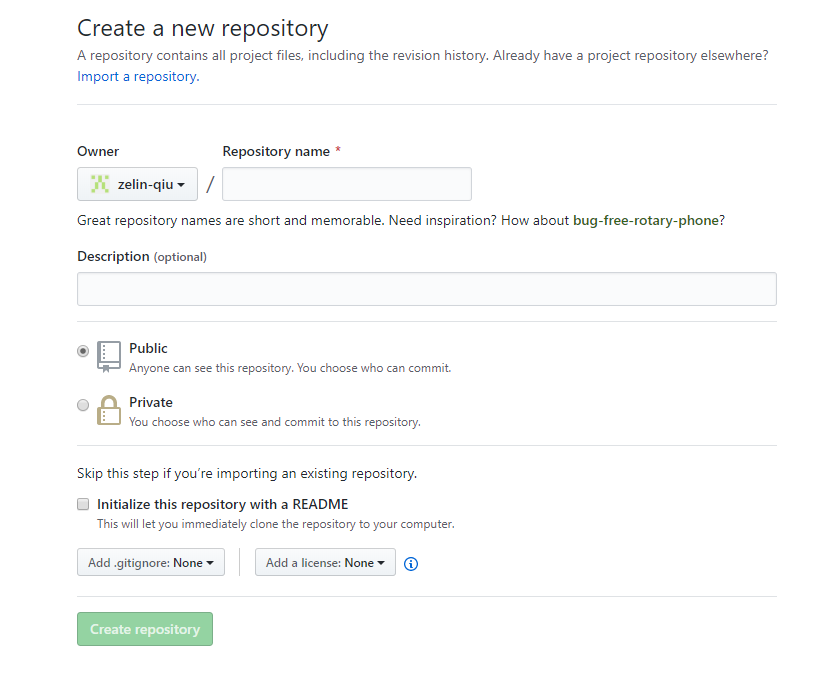 Create a new repository
A repository contains all project files, including the revision history. Already have a project repository elsewhere?
Import a repository.
Owner
Repository name *
zelin-qiu
/
Great repository names are short and memorable. Need inspiration? How about bug-free-rotary-phone?
Description (optional)
Public
Anyone can see this repository. You choose who can commit.
Private
You choose who can see and commit to this repository.
Skip this step if you’re importing an existing repository.
Initialize this repository with a README
This will let you immediately clone the repository to your computer.
Add .gitignore: None
Add a license: None
Create repository